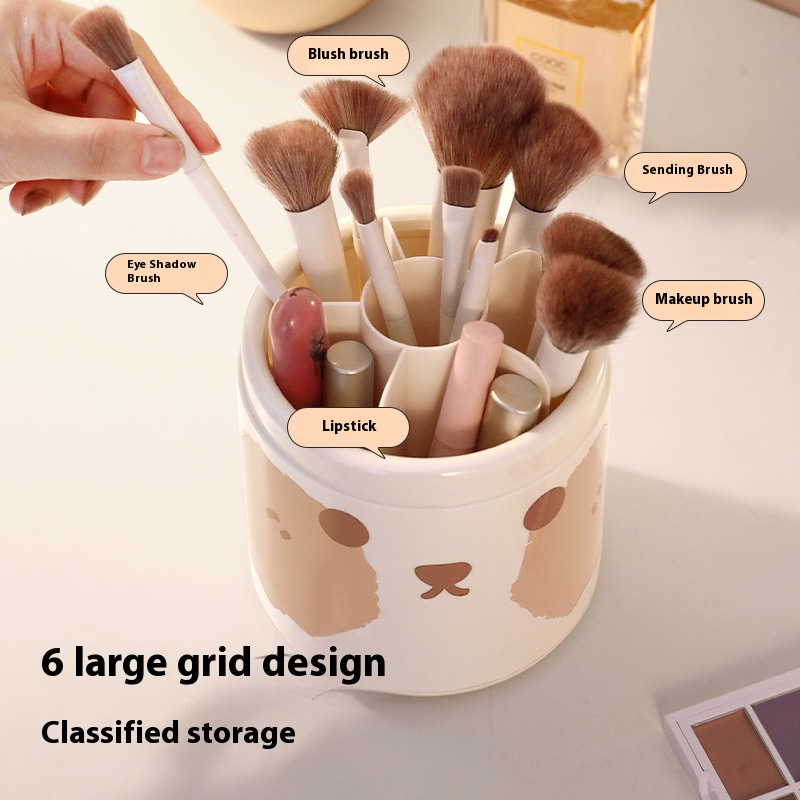 Blush brush
Sending Brush
Eye Shadow
Brush
Makeup brush
Lipstick
6 large grid design
Classified storage